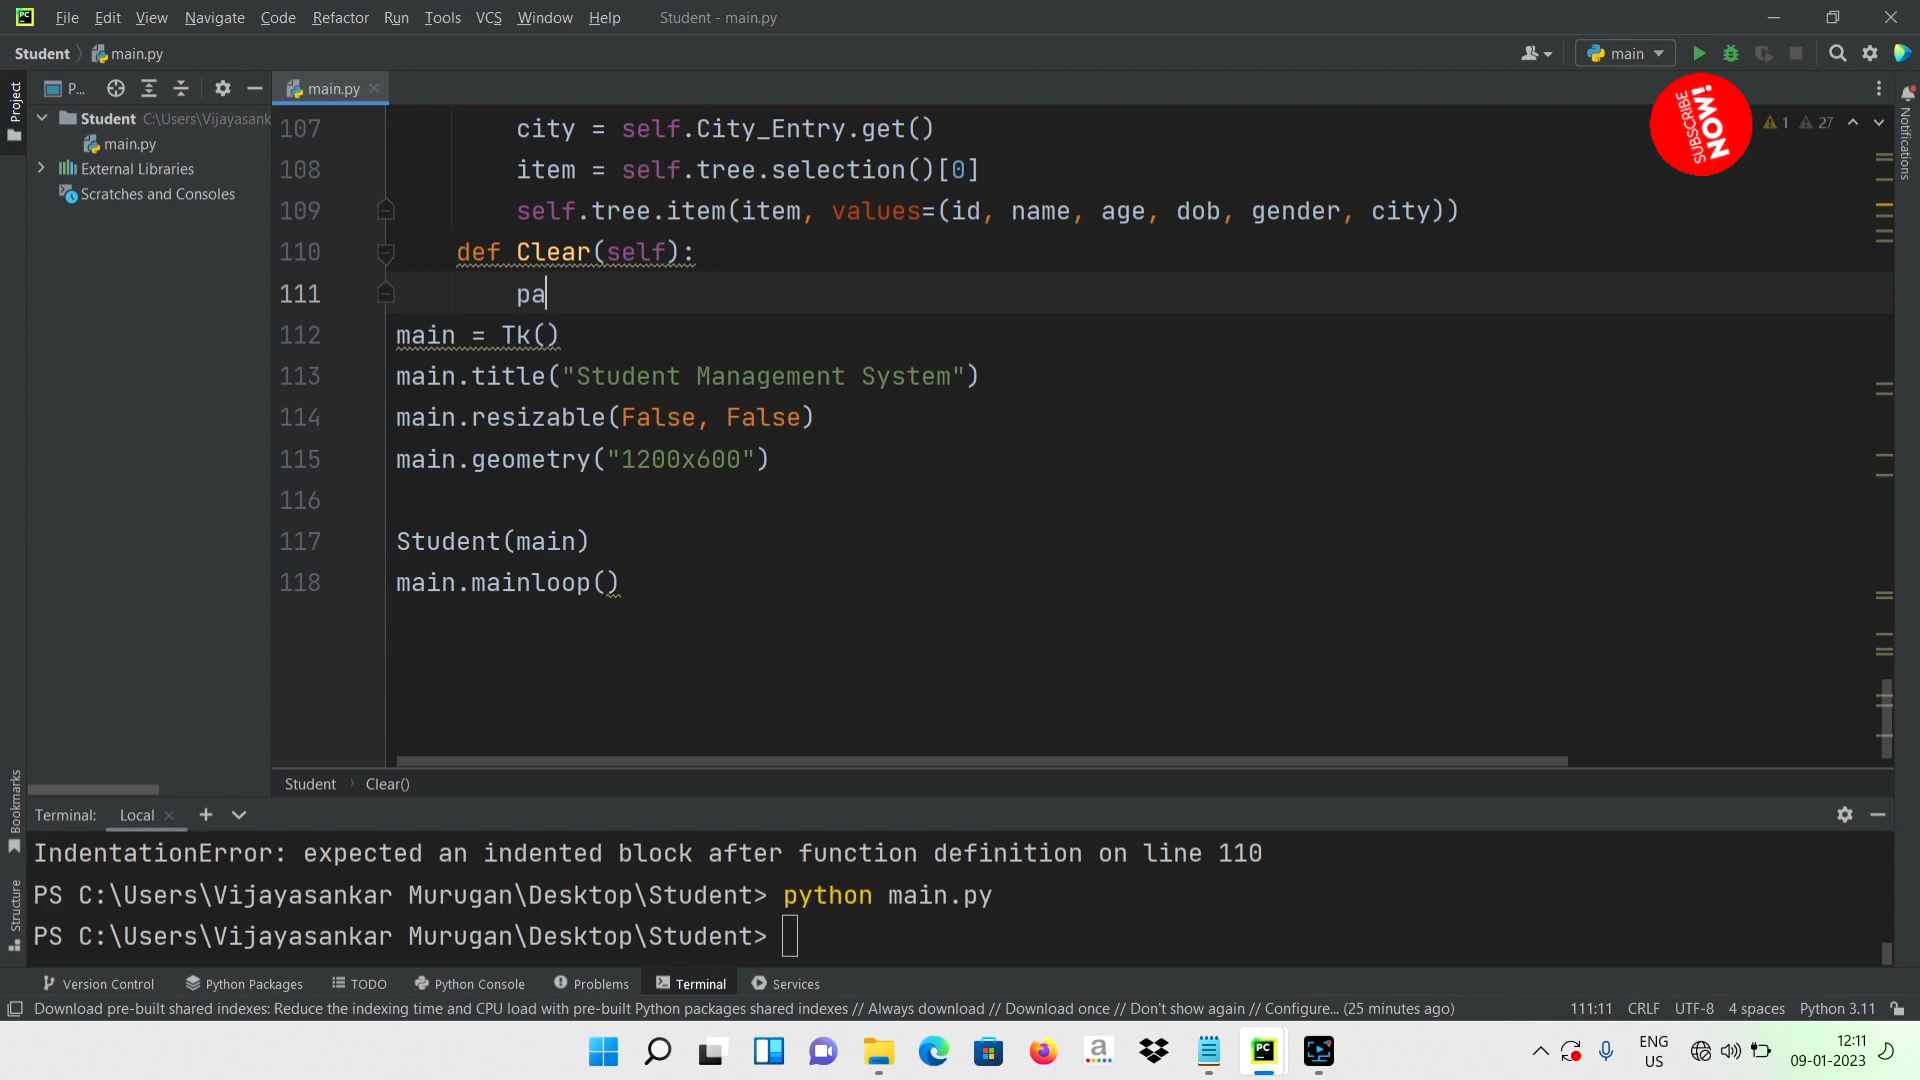 File Edit View Navigate Code Refactor Run Tools VCS Window Help Student - main.py
Student main.py main
Project P... main.py
SUBSCRIBE NOW!
1 27
Notifications
Student C:\Users\Vijayasank
main.py
External Libraries
Scratches and Consoles
107 city = self.City_Entry.get()
108 item = self.tree.selection()[0]
109 self.tree.item(item, values=(id, name, age, dob, gender, city))
110 def Clear(self):
111 pa
112 main = Tk()
113 main.title("Student Management System")
114 main.resizable(False, False)
115 main.geometry("1200x600")
116
117 Student(main)
118 main.mainloop()
Student Clear()
Bookmarks
Structure
Terminal: Local
IndentationError: expected an indented block after function definition on line 110
PS C:\Users\Vijayasankar Murugan\Desktop\Student> python main.py
PS C:\Users\Vijayasankar Murugan\Desktop\Student>
Version Control Python Packages TODO Python Console Problems Terminal Services
Download pre-built shared indexes: Reduce the indexing time and CPU load with pre-built Python packages shared indexes // Always download // Download once // Don't show again // Configure... (25 minutes ago) 111:11 CRLF UTF-8 4 spaces Python 3.11
ENG 12:11
US 09-01-2023